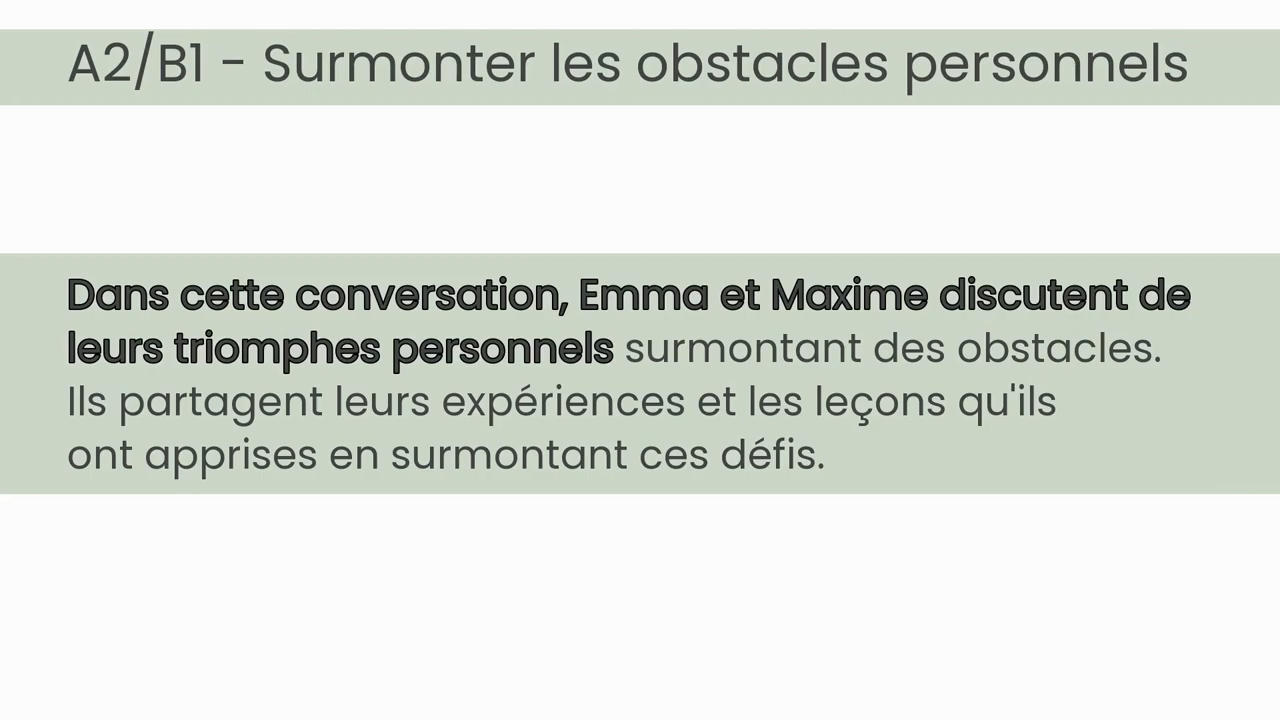 A2/B1 - Surmonter les obstacles personnels
Dans cette conversation, Emma et Maxime discutent de
leurs triomphes personnels surmontant des obstacles.
Ils partagent leurs expériences et les leçons qu'ils
ont apprises en surmontant ces défis.